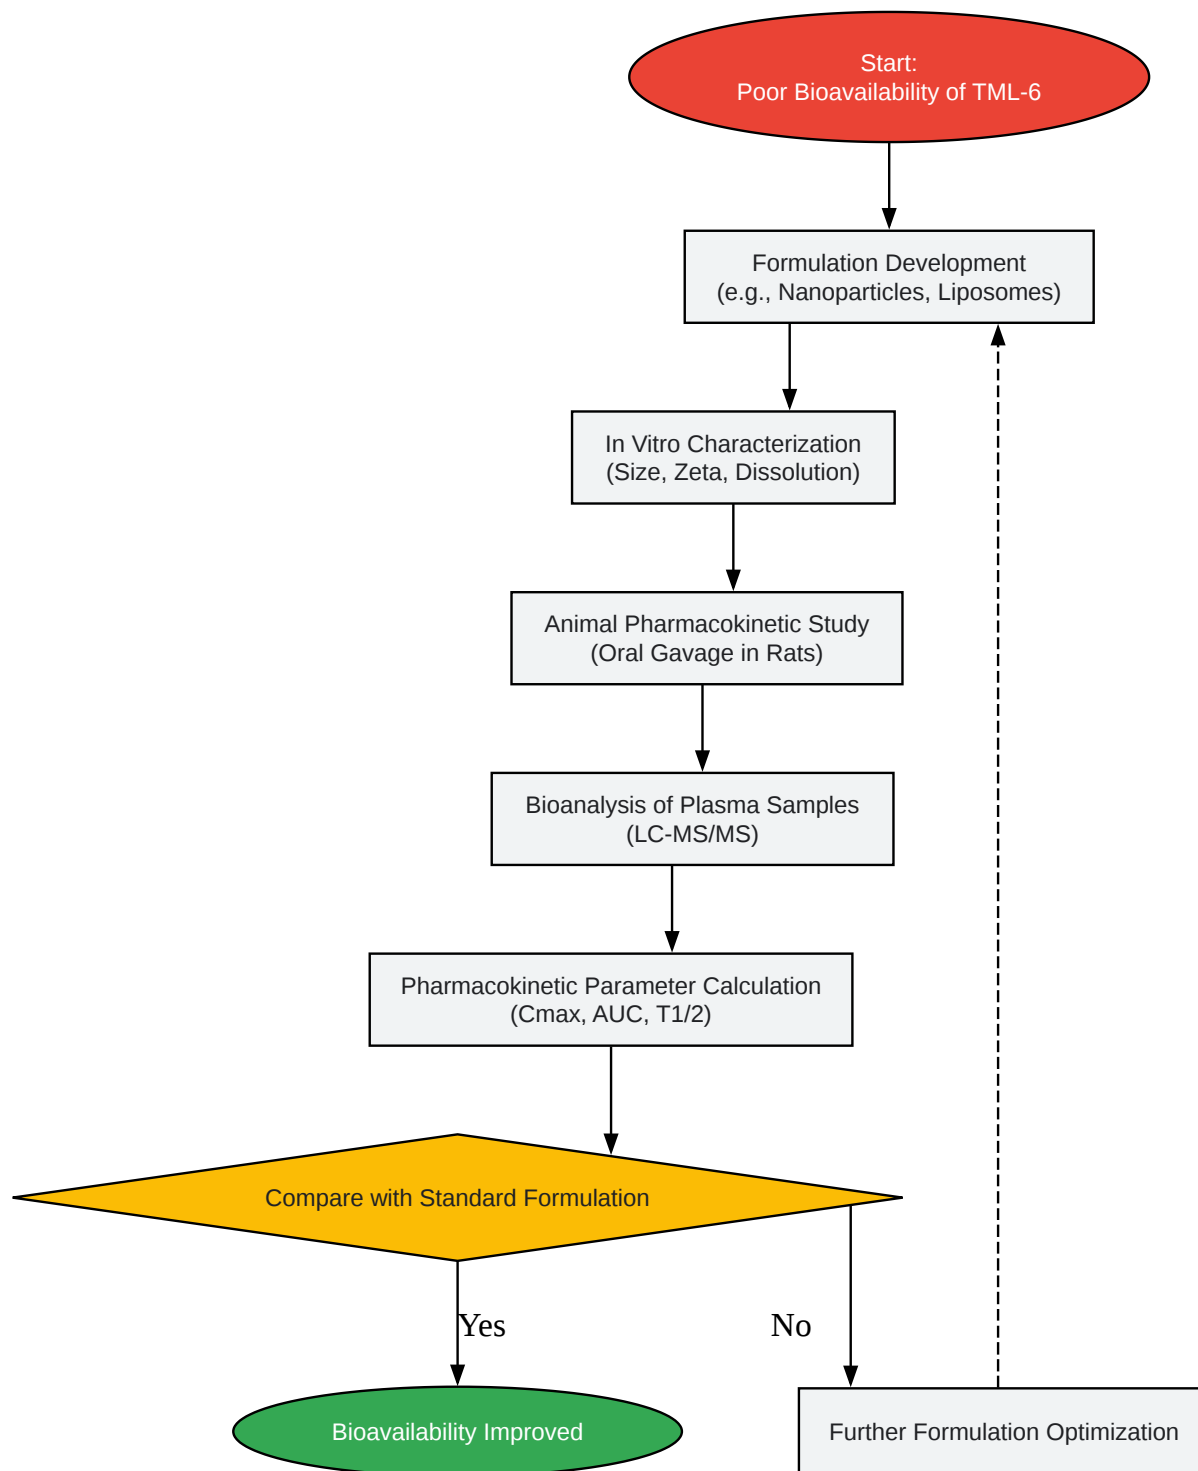 Start:
Poor Bioavailability of TML-6
Formulation Development
(e.g., Nanoparticles, Liposomes)
In Vitro Characterization
(Size, Zeta, Dissolution)
Animal Pharmacokinetic Study
(Oral Gavage in Rats)
Bioanalysis of Plasma Samples
(LC-MS/MS)
Pharmacokinetic Parameter Calculation
(Cmax, AUC, T1/2)
Compare with Standard Formulation
Yes
No
Bioavailability Improved
Further Formulation Optimization